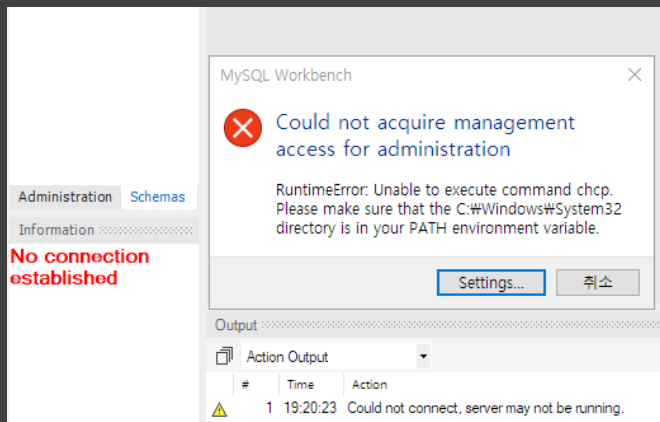 MySQL Workbench
Could not acquire management
access for administration
RuntimeError: Unable to execute command chcp.
Please make sure that the C:₩Windows₩System32
directory is in your PATH environment variable.
Settings...
취소
Administration Schemas
Information
No connection
established
Output
Action Output
# Time Action
1 19:20:23 Could not connect, server may not be running.